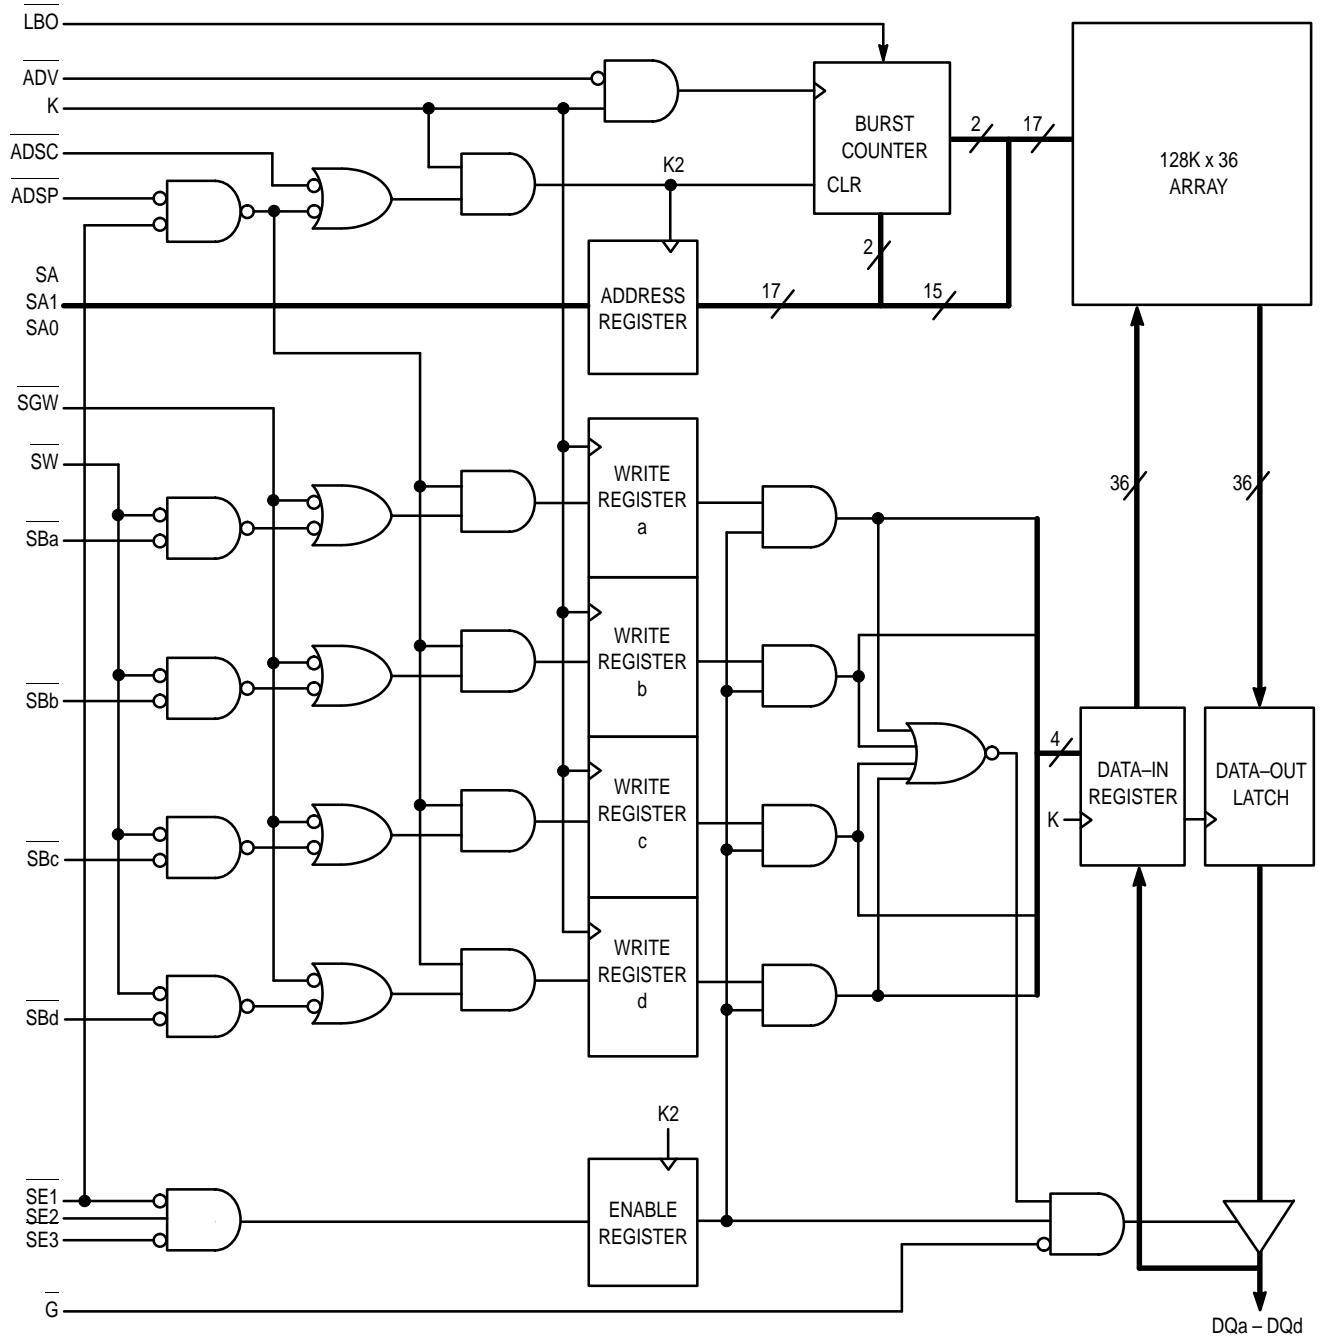 LBO
ADV
K
ADSC
ADSP
K2
BURST
COUNTER
CLR
2
17
128K x 36
ARRAY
2
SA
SA1
SA0
ADDRESS
REGISTER
17
15
SGW
SW
SBa
WRITE
REGISTER
a
36
36
SBb
WRITE
REGISTER
b
4
DATA–IN
REGISTER
K
DATA–OUT
LATCH
SBc
WRITE
REGISTER
c
SBd
WRITE
REGISTER
d
K2
SE1
SE2
SE3
ENABLE
REGISTER
G
DQa – DQd